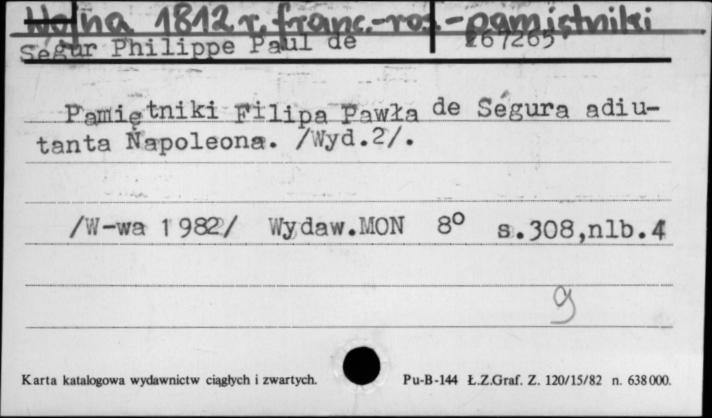 Wojna 1812 r. franc.-ros.-pamiętniki
Segur Philippe Paul de 267265
Pamiętniki Filipa Pawła de Ségura adiu-
tanta Napoleona. /Wyd.2/.
/W-wa 1982/ Wydaw.MON 8° s.308,nlb.4
g
Karta katalogowa wydawnictw ciągłych i zwartych. Pu-B-144 Ł.Z.Graf. Z. 120/15/82 n. 638000.